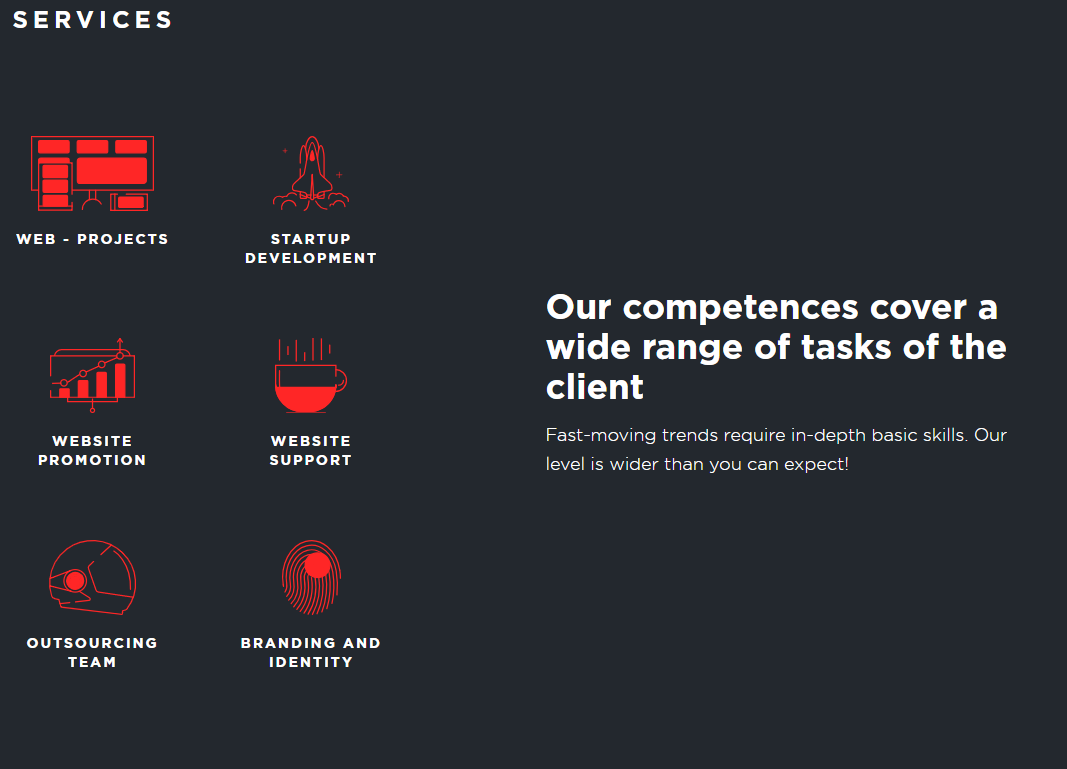 SERVICES
WEB - PROJECTS
STARTUP
DEVELOPMENT
WEBSITE
PROMOTION
WEBSITE
SUPPORT
OUTSOURCING
TEAM
BRANDING AND
IDENTITY
Our competences cover a
wide range of tasks of the
client
Fast-moving trends require in-depth basic skills. Our
level is wider than you can expect!